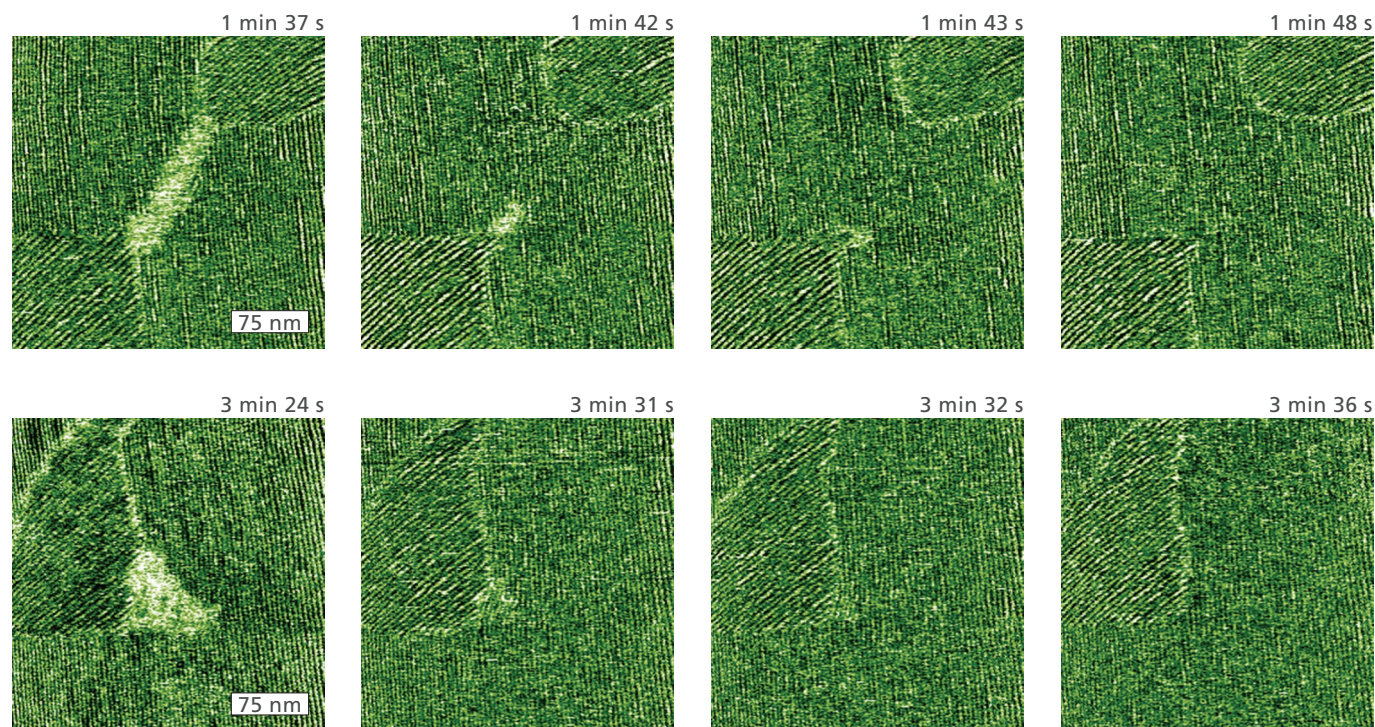 1 min 37 s
1 min 42 s
1 min 43 s
1 min 48 s
75 nm
3 min 24 s
3 min 31 s
3 min 32 s
3 min 36 s
75 nm